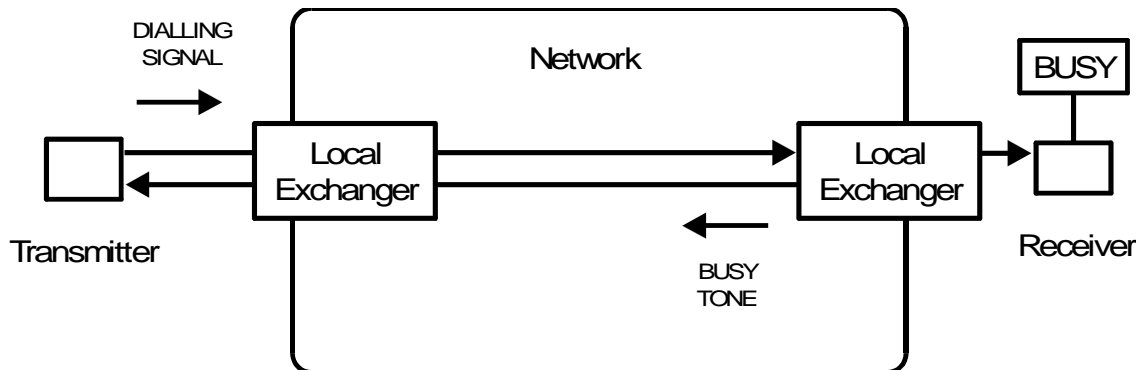 DIALLING
SIGNAL
Network
BUSY
Local
Exchanger
Local
Exchanger
Transmitter
Receiver
BUSY
TONE